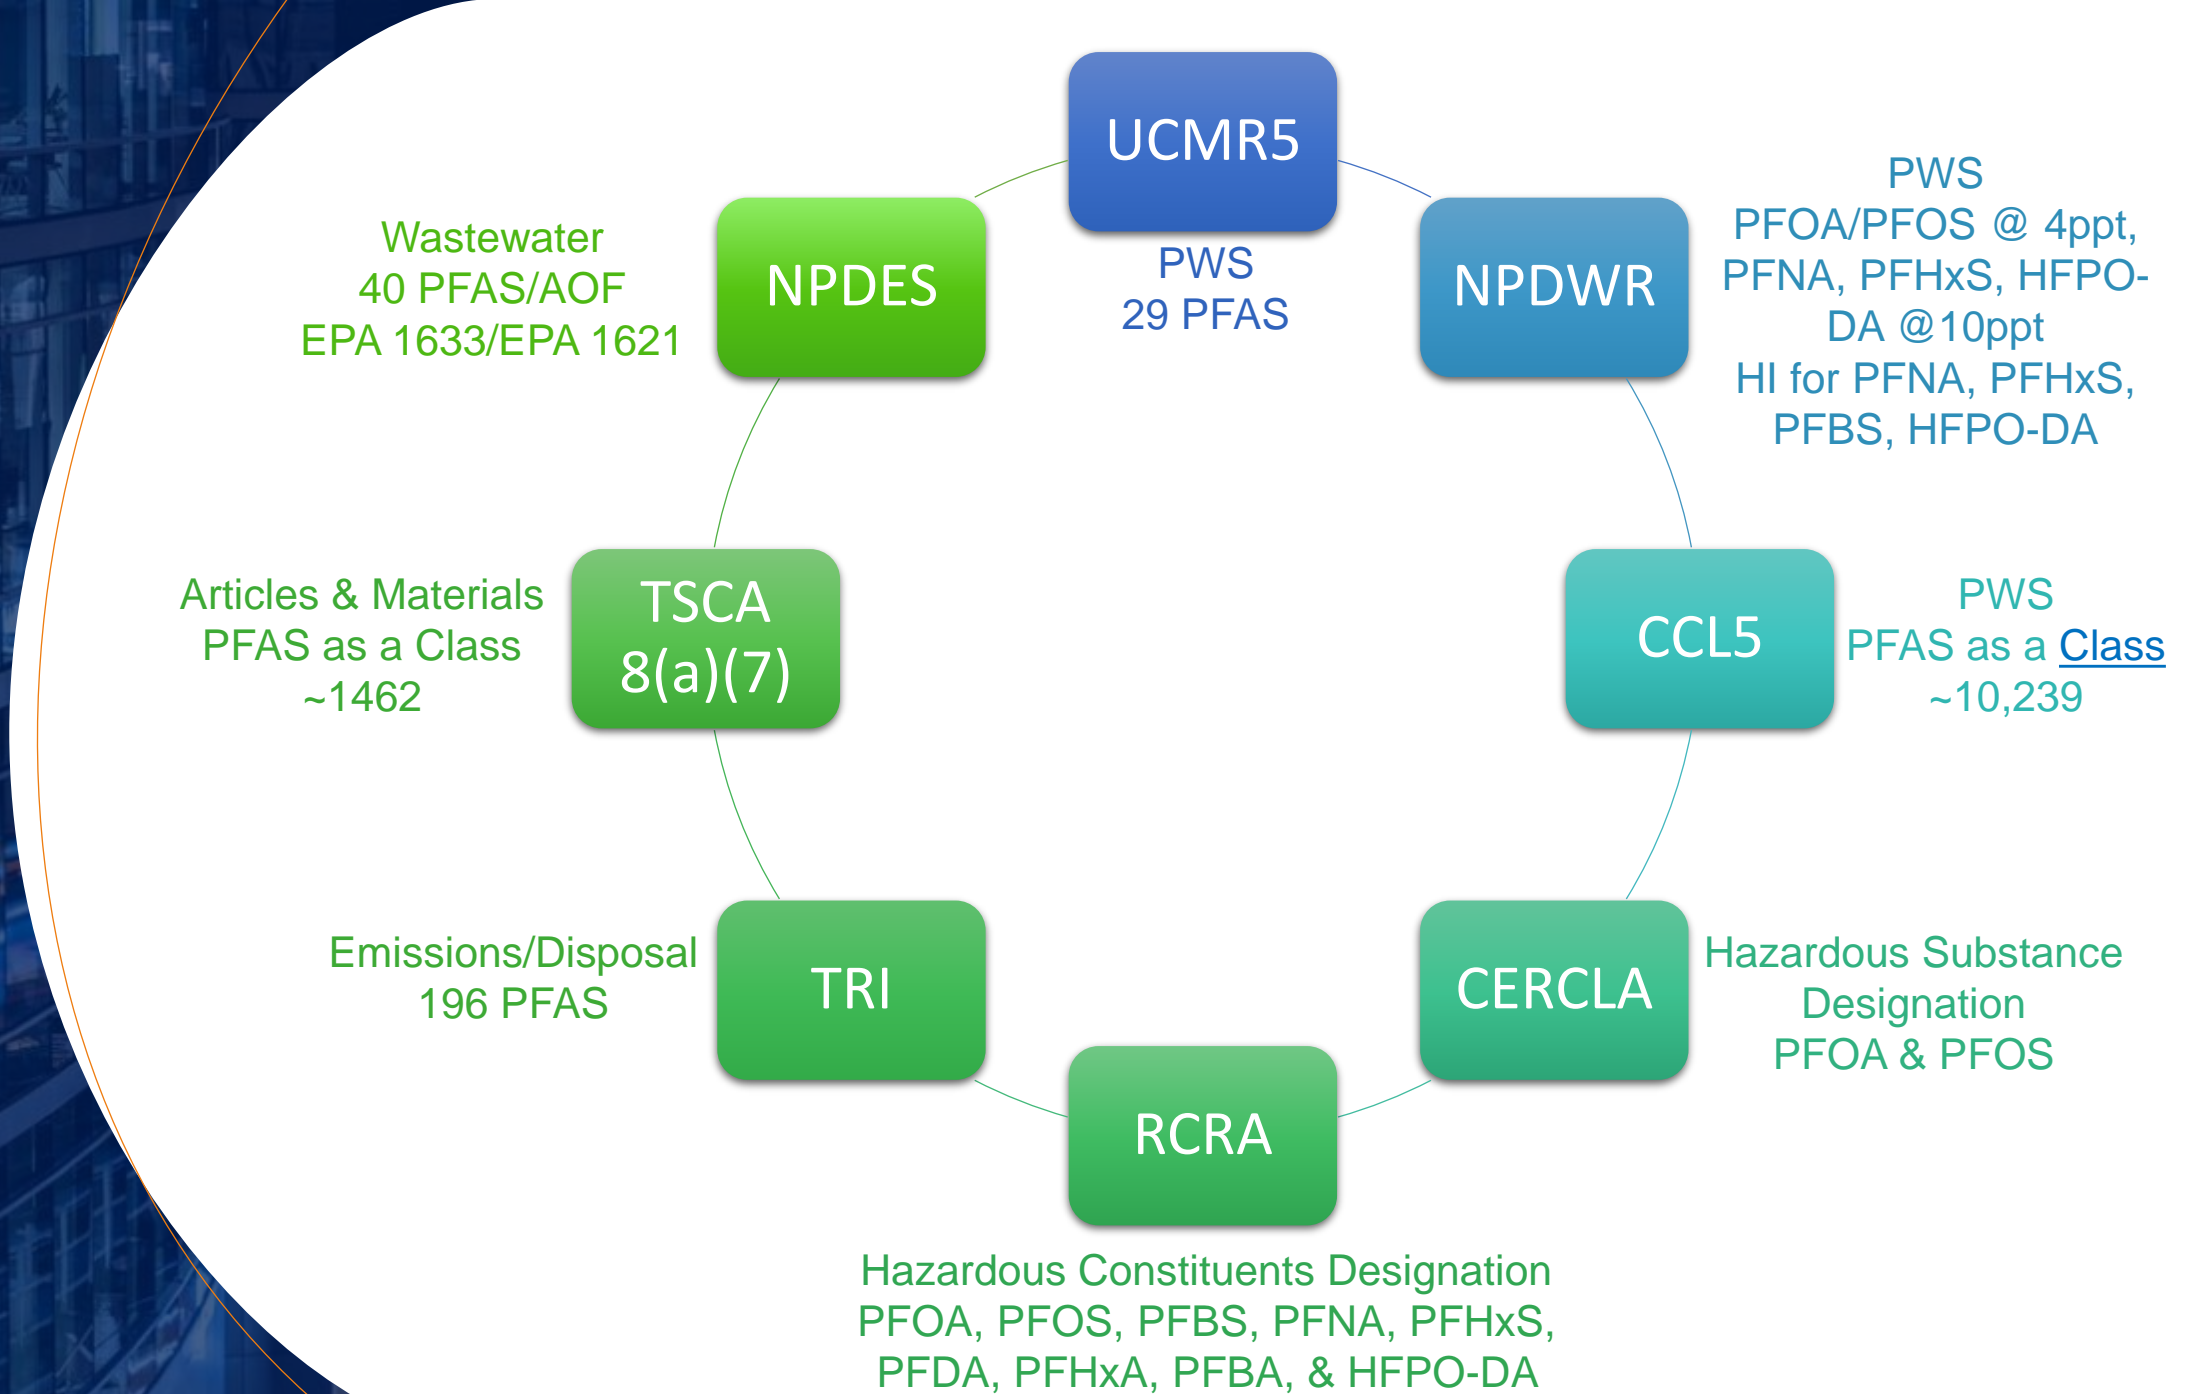 UCMR5
PWS
29 PFAS
NPDWR
PWS
PFOA/PFOS @ 4ppt,
PFNA, PFHxS, HFPO-
DA @10ppt
HI for PFNA, PFHxS,
PFBS, HFPO-DA
CCL5
PWS
PFAS as a Class
~10,239
CERCLA
Hazardous Substance
Designation
PFOA & PFOS
RCRA
Hazardous Constituents Designation
PFOA, PFOS, PFBS, PFNA, PFHxS,
PFDA, PFHxA, PFBA, & HFPO-DA
TRI
Emissions/Disposal
196 PFAS
TSCA
8(a)(7)
Articles & Materials
PFAS as a Class
~1462
NPDES
Wastewater
40 PFAS/AOF
EPA 1633/EPA 1621